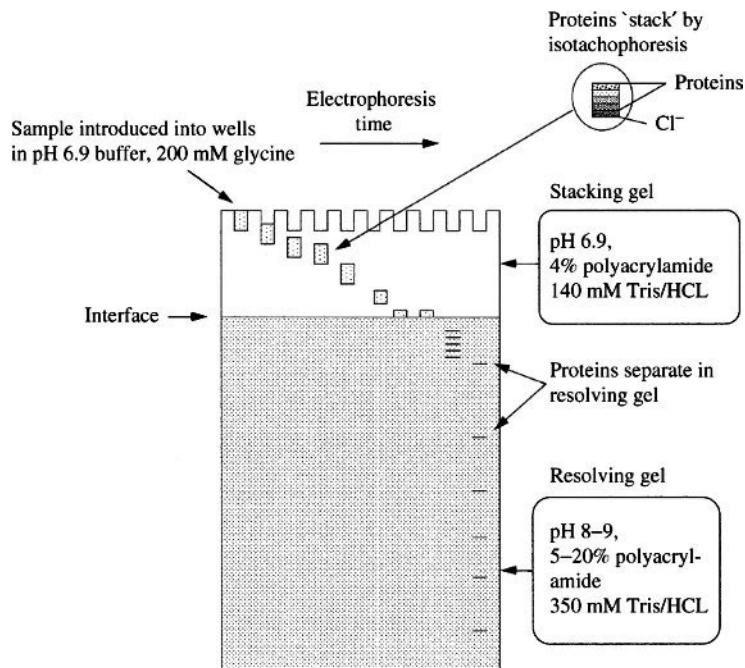 Proteins ‘stack’ by
isotachophoresis
Proteins
Cl⁻
Electrophoresis
time
Sample introduced into wells
in pH 6.9 buffer, 200 mM glycine
Stacking gel
pH 6.9,
4% polyacrylamide
140 mM Tris/HCL
Interface
Proteins separate in
resolving gel
Resolving gel
pH 8–9,
5–20% polyacryl-
amide
350 mM Tris/HCL